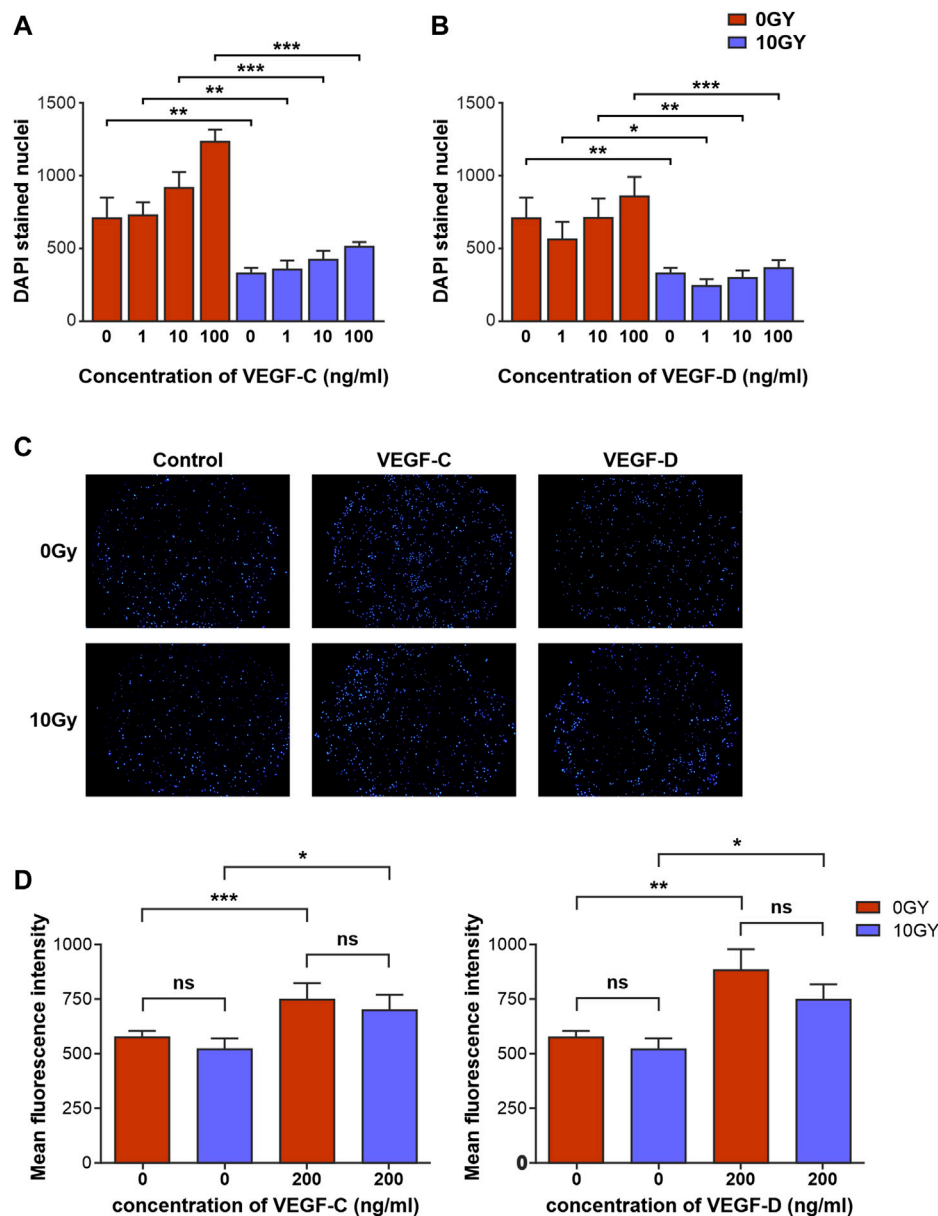 A
B
0GY
10GY
***
***
**
**
***
**
*
**
DAPI stained nuclei
1500
1000
500
0
0 1 10 100 0 1 10 100
Concentration of VEGF-C (ng/ml)
DAPI stained nuclei
1500
1000
500
0
0 1 10 100 0 1 10 100
Concentration of VEGF-D (ng/ml)
C
Control VEGF-C VEGF-D
0Gy
10Gy
D
*
***
ns
ns
Mean fluorescence intensity
1000
750
500
250
0
0 0 200 200
concentration of VEGF-C (ng/ml)
*
**
ns
ns
0GY
10GY
Mean fluorescence intensity
1000
750
500
250
0
0 0 200 200
concentration of VEGF-D (ng/ml)